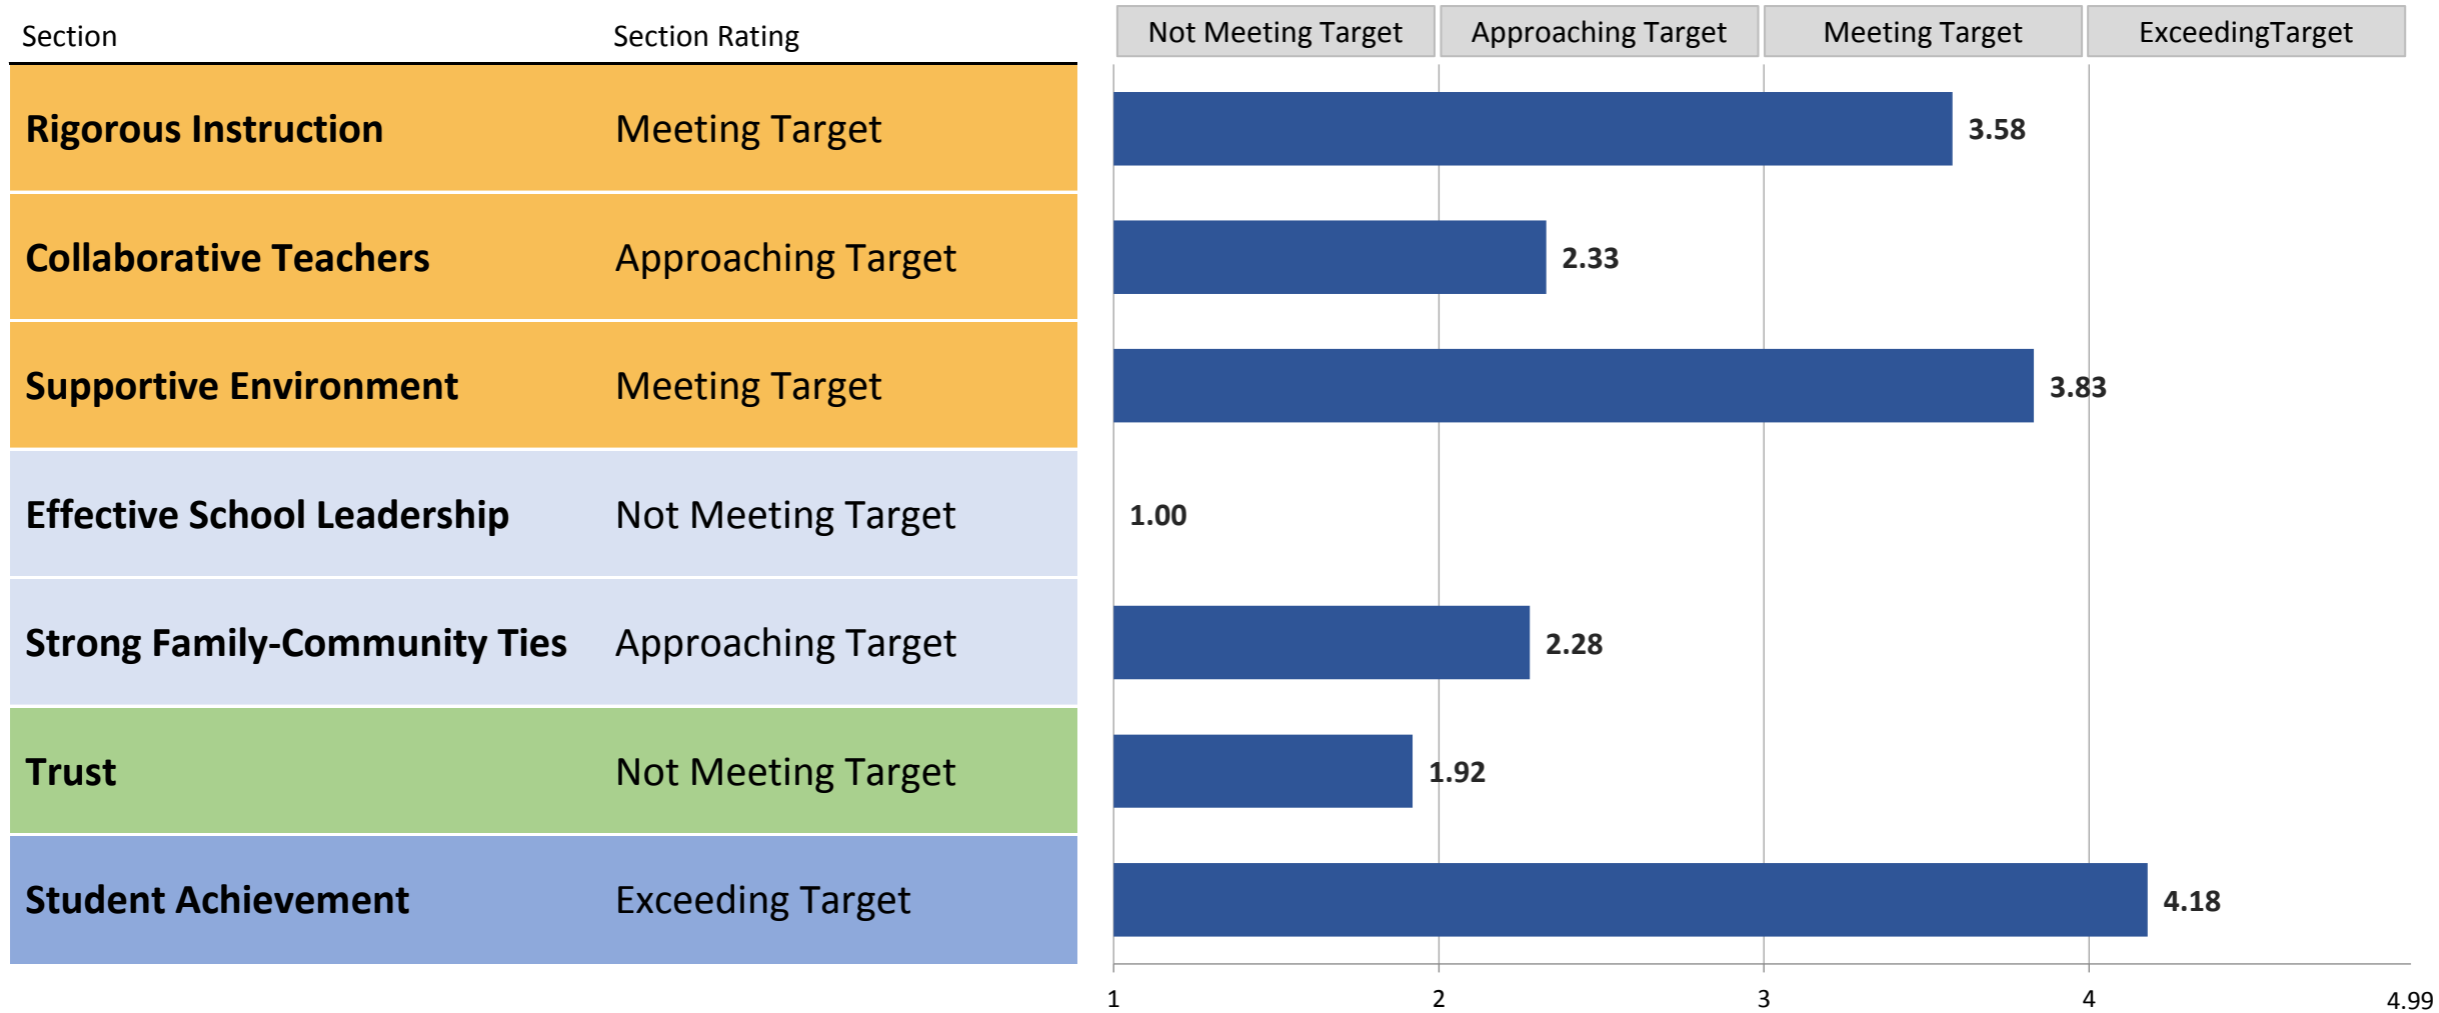 Section Section Rating Not Meeting Target Approaching Target Meeting Target ExceedingTarget
Rigorous Instruction Meeting Target 3.58
Collaborative Teachers Approaching Target 2.33
Supportive Environment Meeting Target 3.83
Effective School Leadership Not Meeting Target 1.00
Strong Family-Community Ties Approaching Target 2.28
Trust Not Meeting Target 1.92
Student Achievement Exceeding Target 4.18
1 2 3 4 4.99